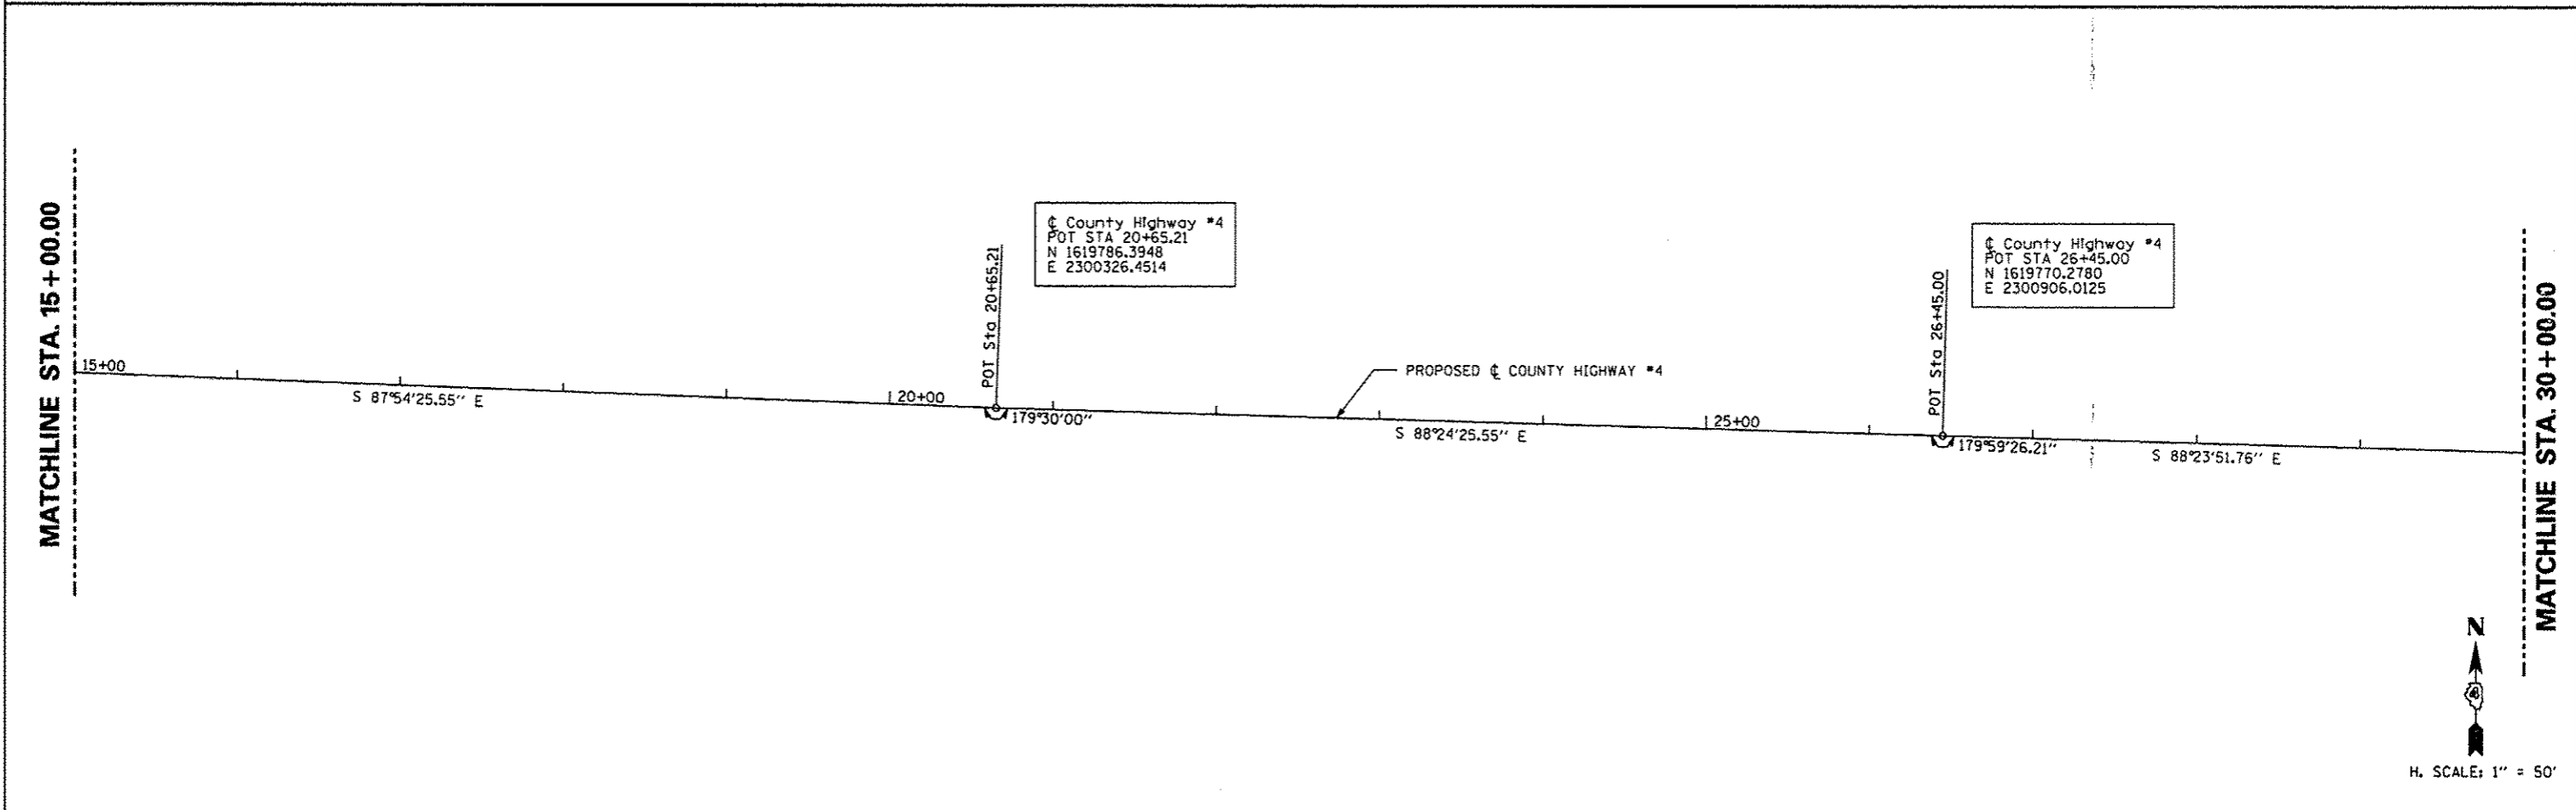 MATCHLINE STA. 15+00.00
15+00
S 87°54'25.55" E
20+00
POT Sta 20+65.21
179°30'00"
℄ County Highway #4
POT STA 20+65.21
N 1619786.3948
E 2300326.4514
PROPOSED ℄ COUNTY HIGHWAY #4
S 88°24'25.55" E
25+00
POT Sta 26+45.00
179°59'26.21"
℄ County Highway #4
POT STA 26+45.00
N 1619770.2780
E 2300906.0125
S 88°23'51.76" E
MATCHLINE STA. 30+00.00
N
H. SCALE: 1" = 50'